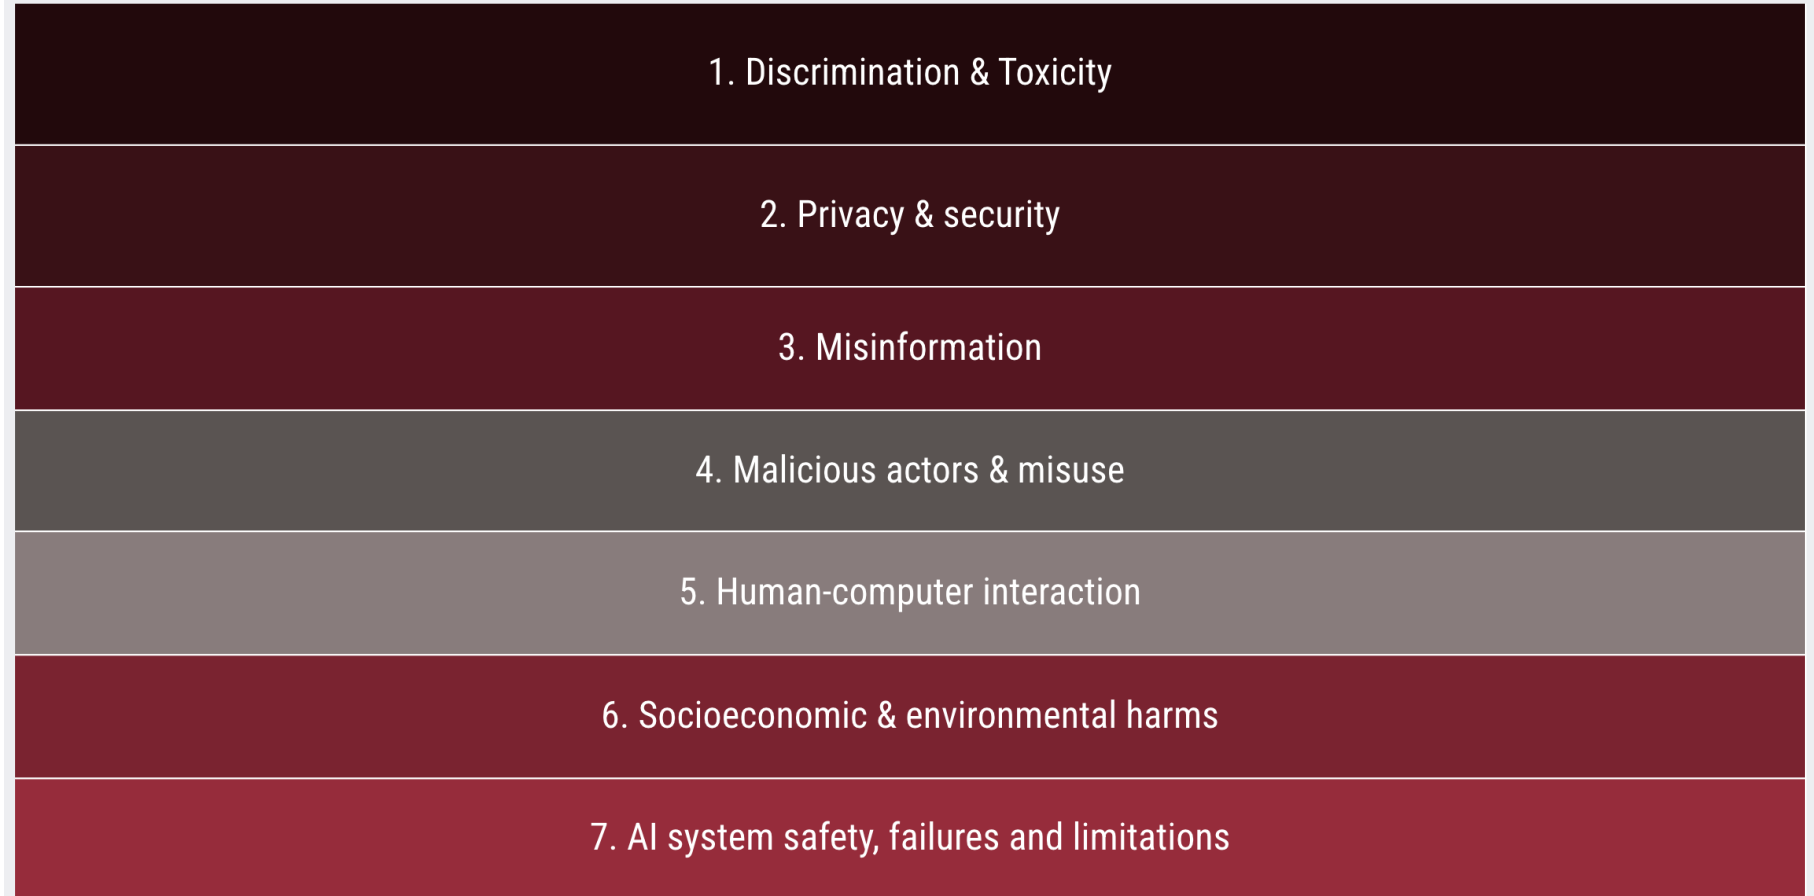 1. Discrimination & Toxicity
2. Privacy & security
3. Misinformation
4. Malicious actors & misuse
5. Human-computer interaction
6. Socioeconomic & environmental harms
7. AI system safety, failures and limitations